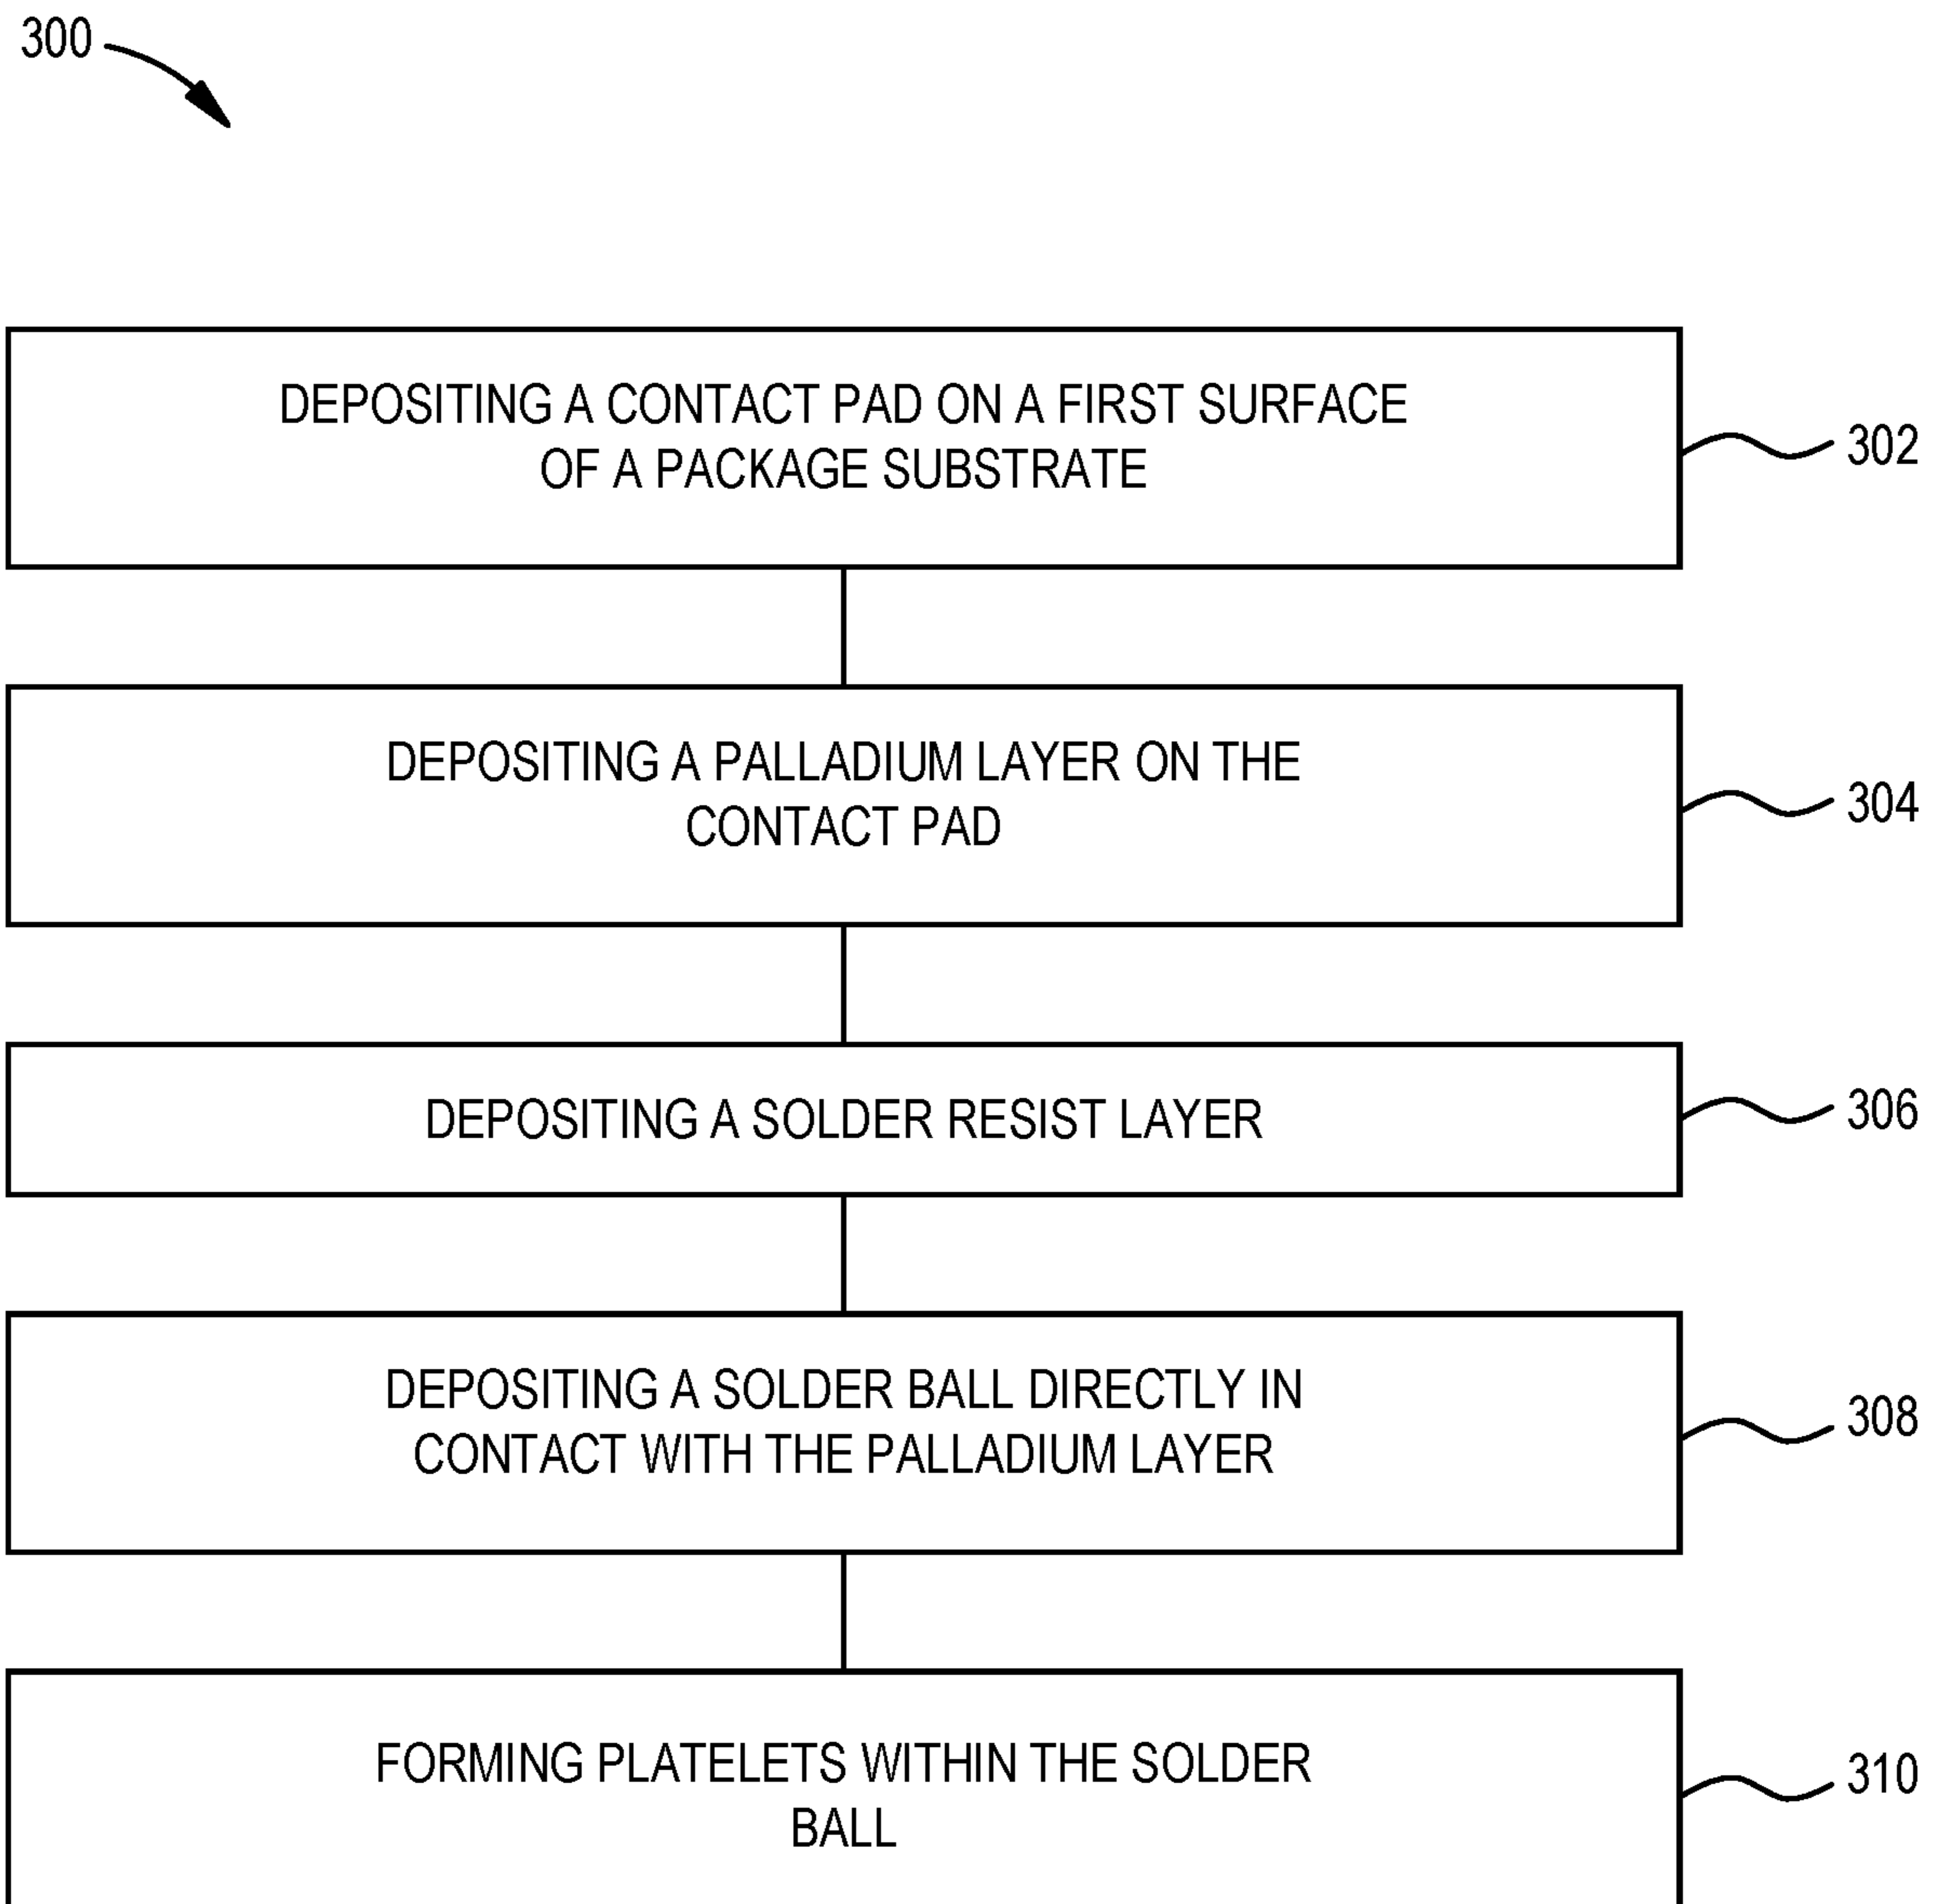 300
DEPOSITING A CONTACT PAD ON A FIRST SURFACE
OF A PACKAGE SUBSTRATE
302
DEPOSITING A PALLADIUM LAYER ON THE
CONTACT PAD
304
DEPOSITING A SOLDER RESIST LAYER
306
DEPOSITING A SOLDER BALL DIRECTLY IN
CONTACT WITH THE PALLADIUM LAYER
308
FORMING PLATELETS WITHIN THE SOLDER
BALL
310